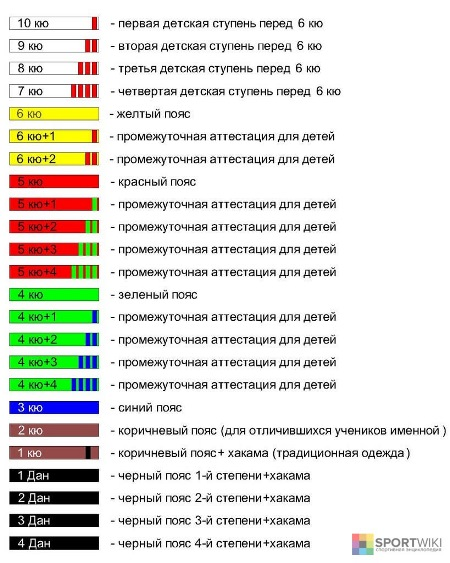 10 кю - первая детская ступень перед 6 кю
9 кю - вторая детская ступень перед 6 кю
8 кю - третья детская ступень перед 6 кю
7 кю - четвертая детская ступень перед 6 кю
6 кю - желтый пояс
6 кю+1 - промежуточная аттестация для детей
6 кю+2 - промежуточная аттестация для детей
5 кю - красный пояс
5 кю+1 - промежуточная аттестация для детей
5 кю+2 - промежуточная аттестация для детей
5 кю+3 - промежуточная аттестация для детей
5 кю+4 - промежуточная аттестация для детей
4 кю - зеленый пояс
4 кю+1 - промежуточная аттестация для детей
4 кю+2 - промежуточная аттестация для детей
4 кю+3 - промежуточная аттестация для детей
4 кю+4 - промежуточная аттестация для детей
3 кю - синий пояс
2 кю - коричневый пояс (для отличившихся учеников именной)
1 кю - коричневый пояс+ хакама (традиционная одежда)
1 Дан - черный пояс 1-й степени+хакама
2 Дан - черный пояс 2-й степени+хакама
3 Дан - черный пояс 3-й степени+хакама
4 Дан - черный пояс 4-й степени+хакама
SPORTWIKI
спортивная энциклопедия